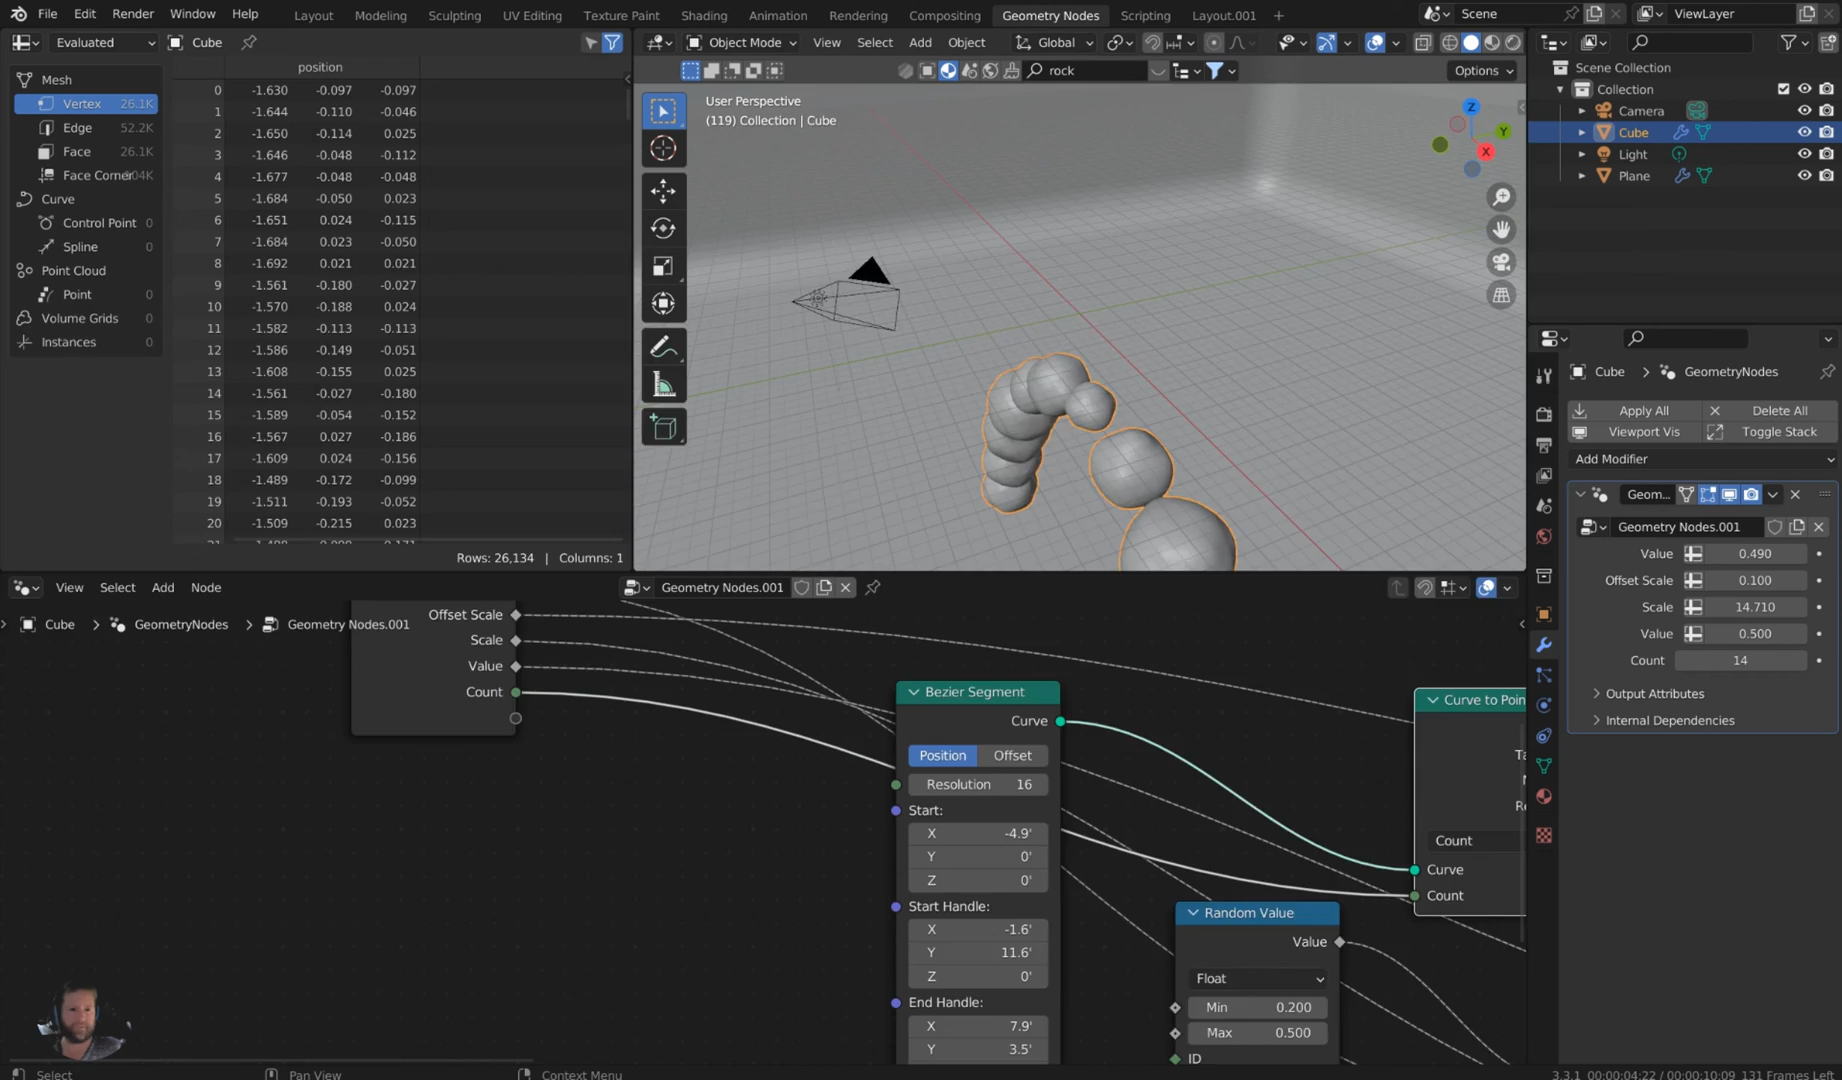 File Edit Render Window Help Layout Modeling Sculpting UV Editing Texture Paint Shading Animation Rendering Compositing Geometry Nodes Scripting Layout.001 + Scene ViewLayer
Evaluated Cube
position
Mesh
Vertex 26.1K
Edge 52.2K
Face 26.1K
Face Corner
Curve
Control Point 0
Spline 0
Point Cloud
Point 0
Volume Grids 0
Instances 0
0 -1.630 -0.097 -0.097
1 -1.644 -0.110 -0.046
2 -1.650 -0.114 0.025
3 -1.646 -0.048 -0.112
4 -1.677 -0.048 -0.048
5 -1.684 -0.050 0.023
6 -1.651 0.024 -0.115
7 -1.684 0.023 -0.050
8 -1.692 0.021 0.021
9 -1.561 -0.180 -0.027
10 -1.570 -0.188 0.024
11 -1.582 -0.113 -0.113
12 -1.586 -0.149 -0.051
13 -1.608 -0.155 0.025
14 -1.561 -0.027 -0.180
15 -1.589 -0.054 -0.152
16 -1.567 0.027 -0.186
17 -1.609 0.024 -0.156
18 -1.489 -0.172 -0.099
19 -1.511 -0.193 -0.052
20 -1.509 -0.215 0.023
Rows: 26,134 | Columns: 1
Object Mode View Select Add Object Global
rock Options
User Perspective
(119) Collection | Cube
Z
Y
X
Scene Collection
Collection
Camera
Cube
Light
Plane
Cube > GeometryNodes
Apply All Delete All
Viewport Vis Toggle Stack
Add Modifier
Geom...
Geometry Nodes.001
Value 0.490
Offset Scale 0.100
Scale 14.710
Value 0.500
Count 14
Output Attributes
Internal Dependencies
View Select Add Node Geometry Nodes.001
Cube > GeometryNodes > Geometry Nodes.001
Offset Scale
Scale
Value
Count
Bezier Segment
Curve
Position Offset
Resolution 16
Start:
X -4.9'
Y 0'
Z 0'
Start Handle:
X -1.6'
Y 11.6'
Z 0'
End Handle:
X 7.9'
Y 3.5'
Random Value
Value
Float
Min 0.200
Max 0.500
ID
Curve to Poin
Count
Curve
Count
Select Pan View Context Menu 3.3.1 00:00:04:22 / 00:00:10:09 131 Frames Left